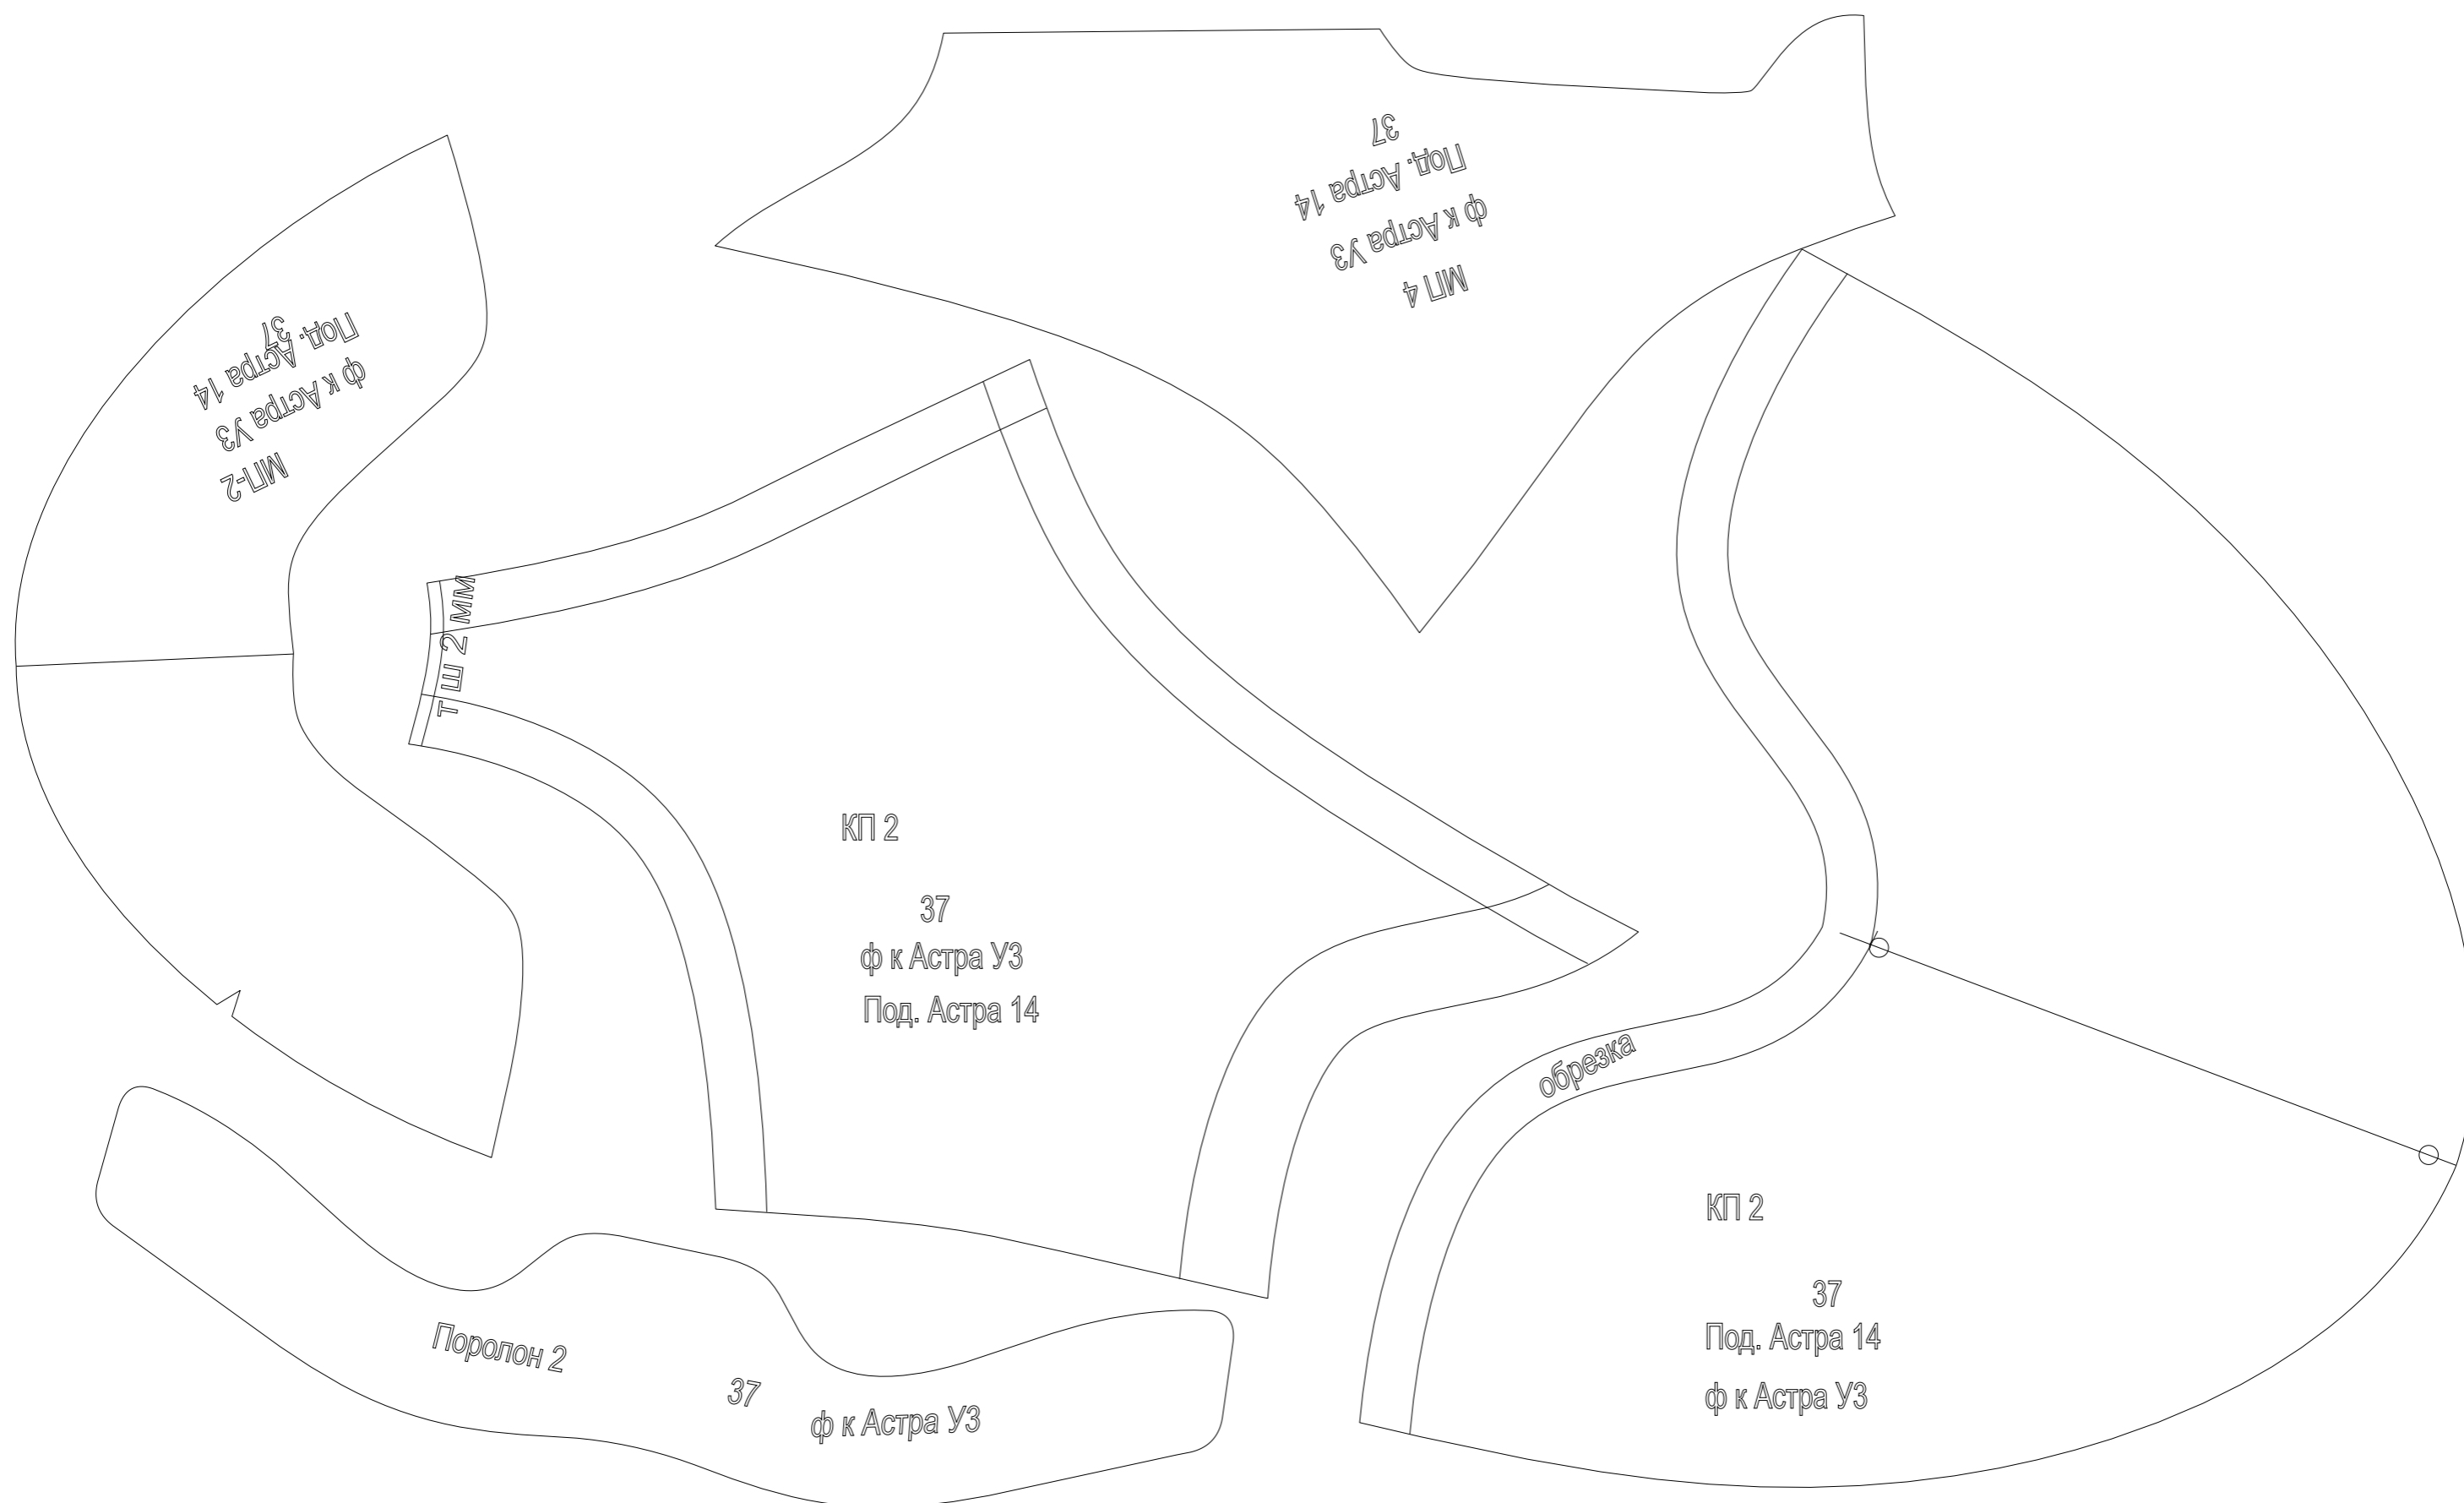 37
Под. Астра 14
ф к Астра У3
МП 4
37
Под. Астра 14
ф к Астра У3
МП-2
Т Ш 2 мм
КП 2
37
ф к Астра У3
Под. Астра 14
обрезка
КП 2
37
Под. Астра 14
ф к Астра У3
Поролон 2
37
ф к Астра У3